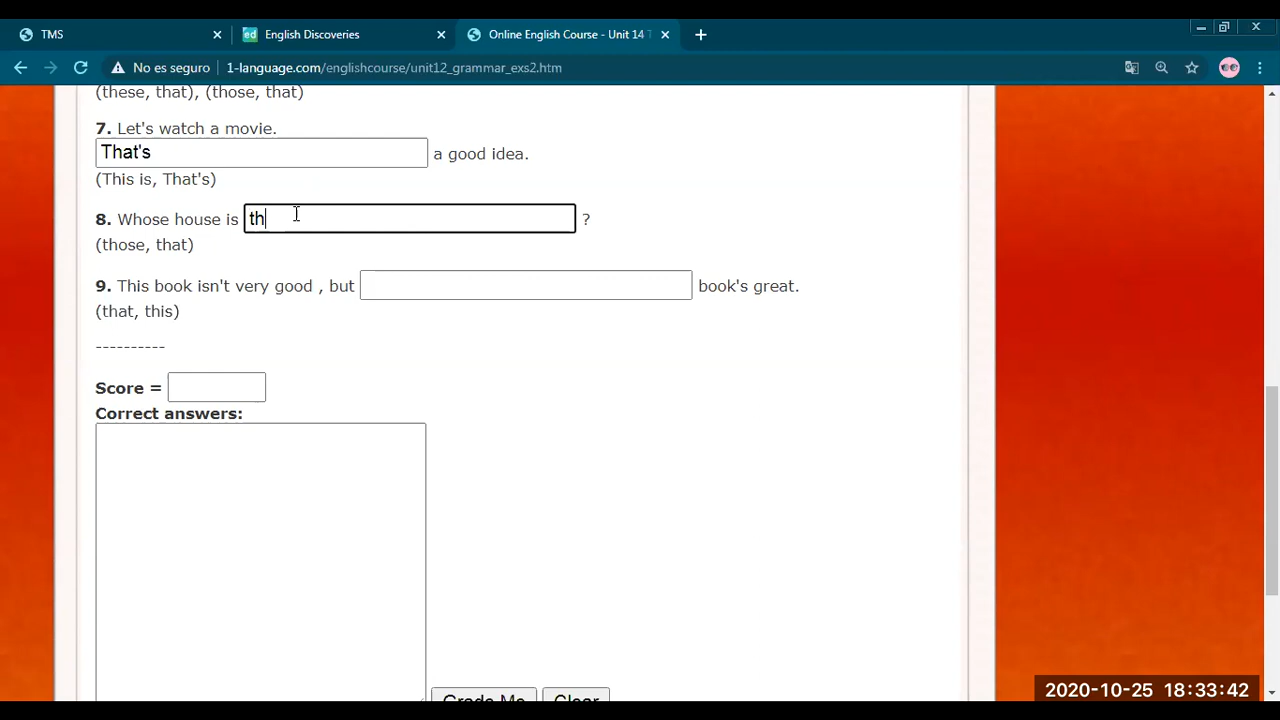 TMS
English Discoveries
Online English Course - Unit 14 T
No es seguro
1-language.com/englishcourse/unit12_grammar_exs2.htm
(these, that), (those, that)
7. Let's watch a movie.
That's a good idea.
(This is, That's)
8. Whose house is th ?
(those, that)
9. This book isn't very good , but book's great.
(that, this)
----------
Score =
Correct answers:
Grade Me Clear
2020-10-25 18:33:42